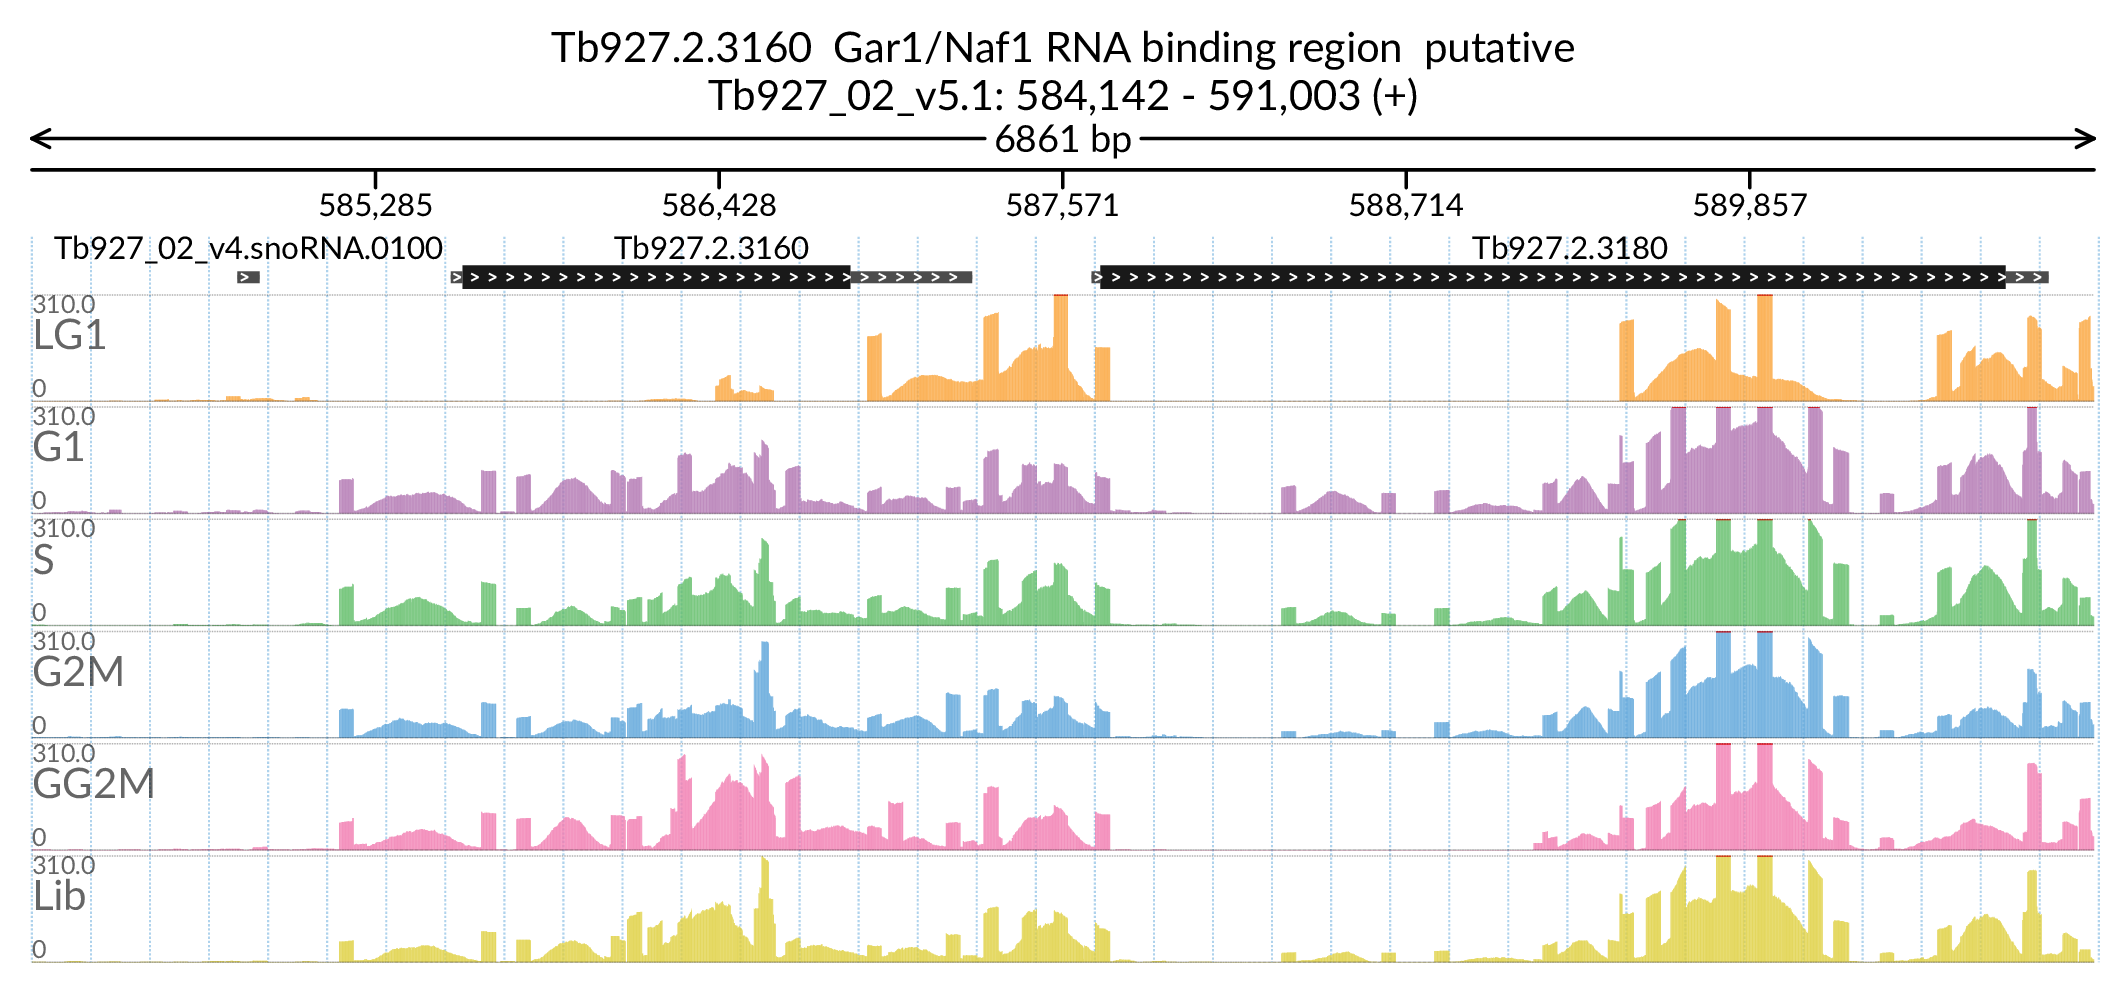 Tb927.2.3160  Gar1/Naf1 RNA binding region  putative
Tb927_02_v5.1: 584,142 - 591,003 (+)
6861 bp
585,285 586,428 587,571 588,714 589,857
Tb927_02_v4.snoRNA.0100 Tb927.2.3160 Tb927.2.3180
310.0
LG1
0
310.0
G1
0
310.0
S
0
310.0
G2M
0
310.0
GG2M
0
310.0
Lib
0